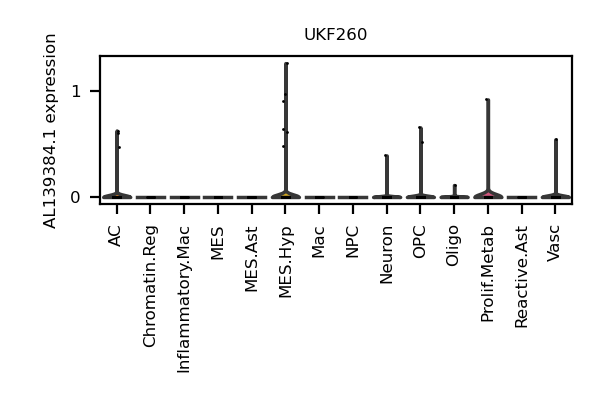 UKF260
AL139384.1 expression
1
0
AC
Chromatin.Reg
Inflammatory.Mac
MES
MES.Ast
MES.Hyp
Mac
NPC
Neuron
OPC
Oligo
Prolif.Metab
Reactive.Ast
Vasc